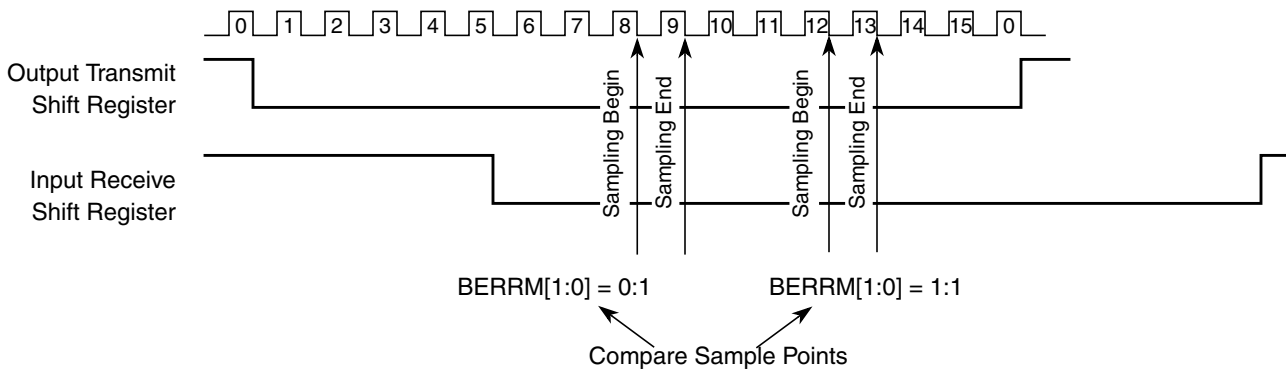 0 1 2 3 4 5 6 7 8 9 10 11 12 13 14 15 0
Output Transmit
Shift Register
Input Receive
Shift Register
Sampling Begin
Sampling End
Sampling Begin
Sampling End
BERRM[1:0] = 0:1
BERRM[1:0] = 1:1
Compare Sample Points